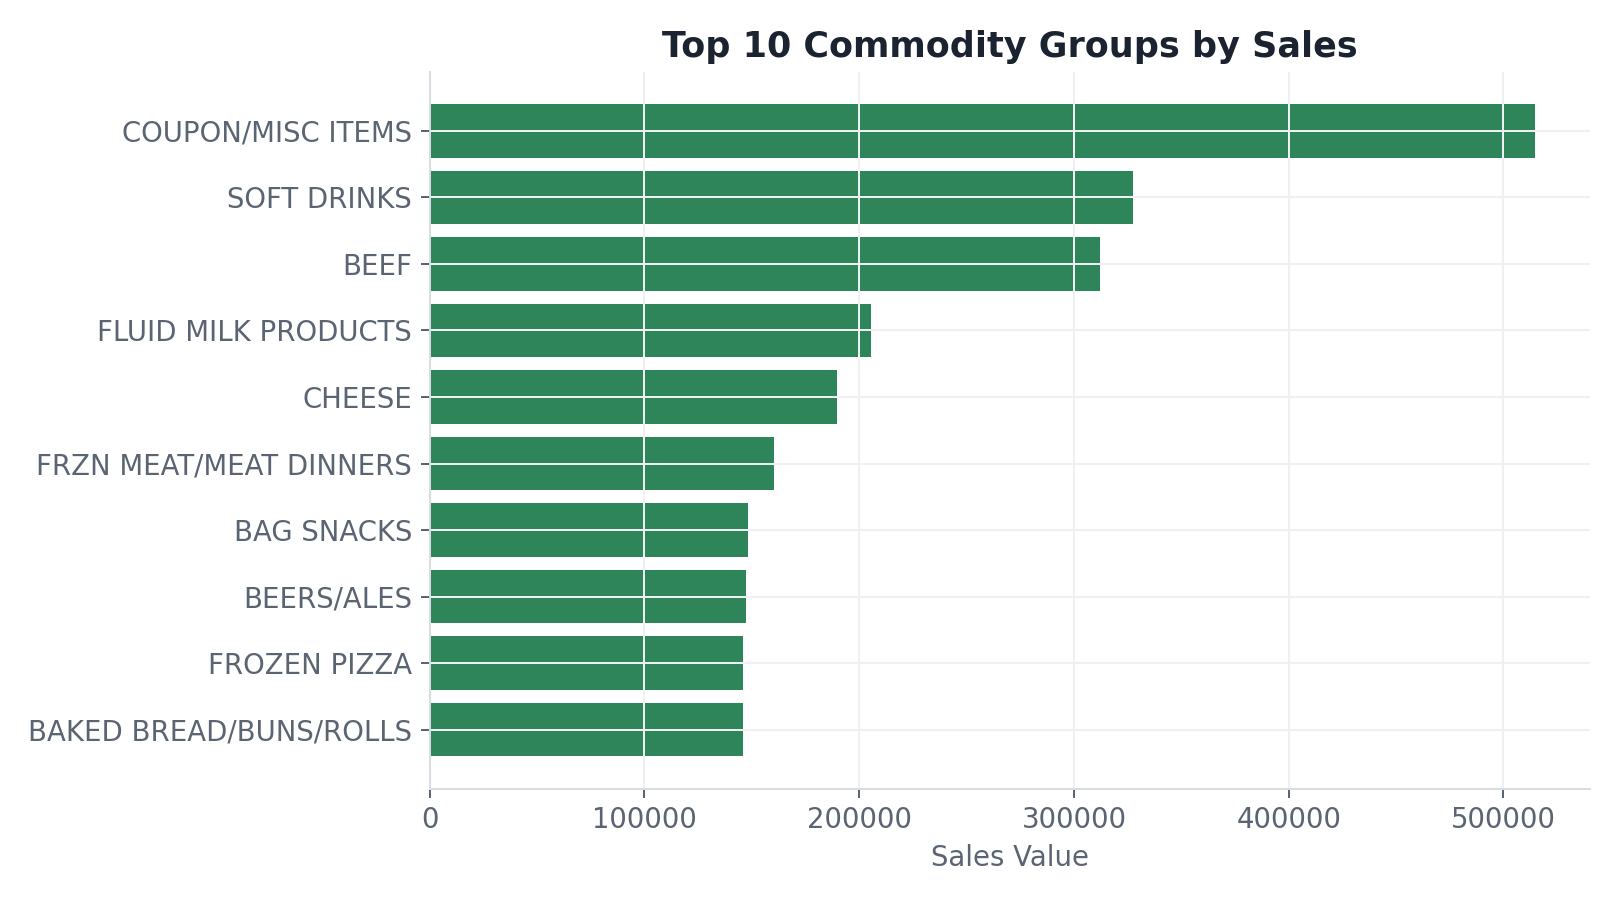 Top 10 Commodity Groups by Sales
COUPON/MISC ITEMS
SOFT DRINKS
BEEF
FLUID MILK PRODUCTS
CHEESE
FRZN MEAT/MEAT DINNERS
BAG SNACKS
BEERS/ALES
FROZEN PIZZA
BAKED BREAD/BUNS/ROLLS
0 100000 200000 300000 400000 500000
Sales Value